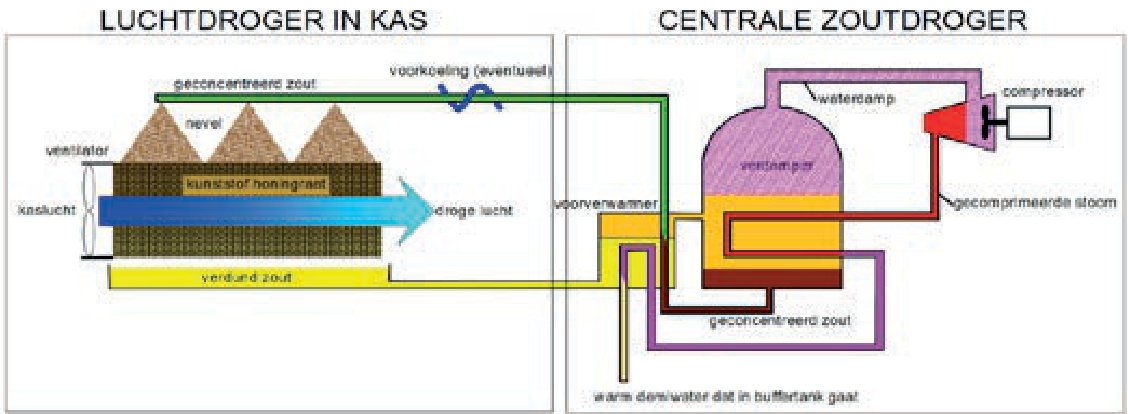 LUCHTDROGER IN KAS
CENTRALE ZOUTDROGER
geconcentreerd zout
voorkoeling (eventueel)
nevel
ventilator
kunststof honingraat
kaslucht
droge lucht
verdund zout
waterdamp
compressor
verdamper
voorverwarmer
gecomprimeerde stoom
geconcentreerd zout
warm demiwater dat in buffertank gaat